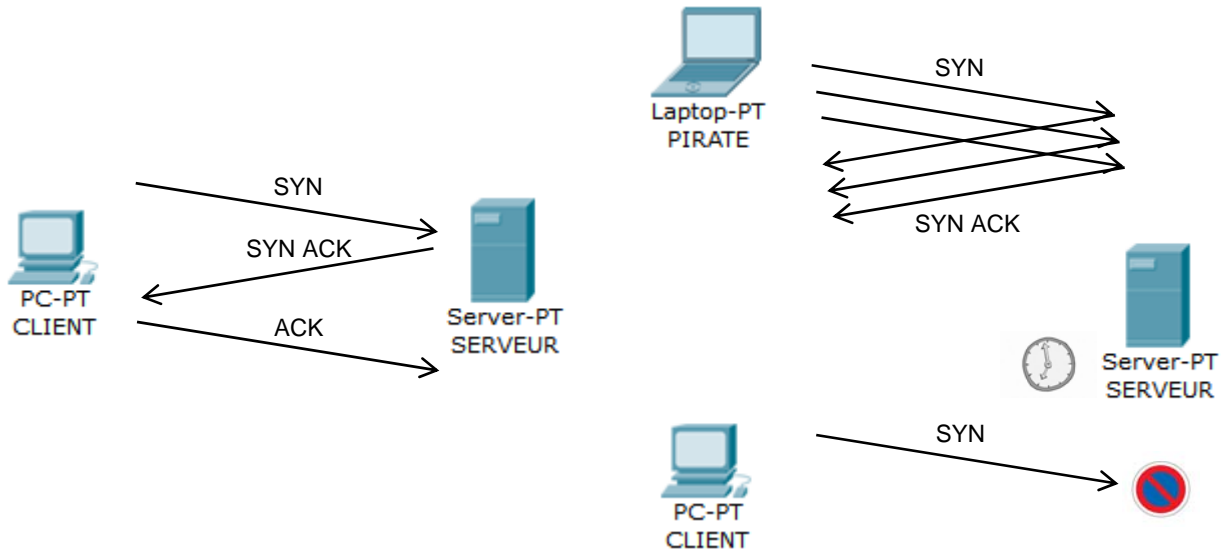 SYN
SYN ACK
ACK
PC-PT
CLIENT
Server-PT
SERVEUR
Laptop-PT
PIRATE
SYN
SYN ACK
Server-PT
SERVEUR
SYN
PC-PT
CLIENT